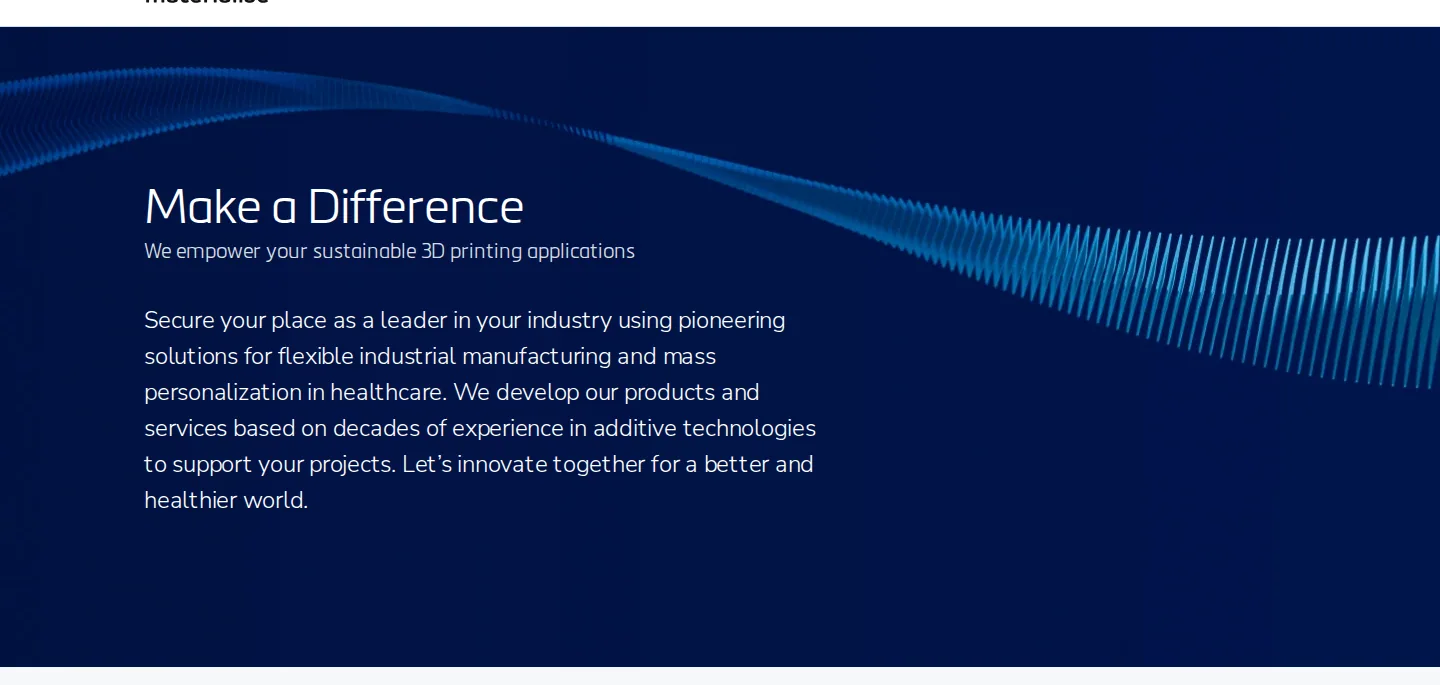 materialise
Make a Difference
We empower your sustainable 3D printing applications
Secure your place as a leader in your industry using pioneering
solutions for flexible industrial manufacturing and mass
personalization in healthcare. We develop our products and
services based on decades of experience in additive technologies
to support your projects. Let’s innovate together for a better and
healthier world.